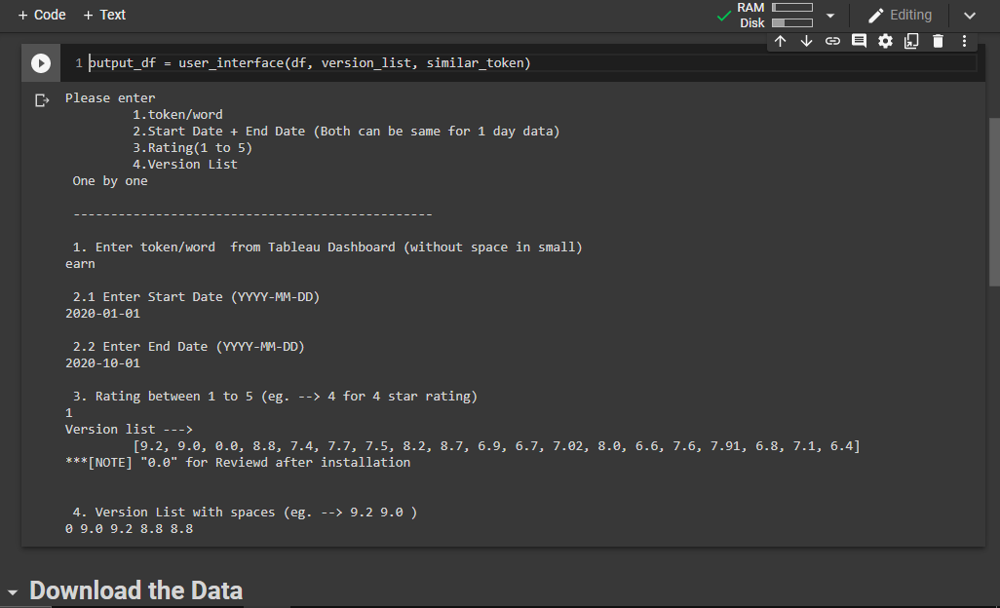 + Code + Text RAM Disk Editing
1 output_df = user_interface(df, version_list, similar_token)
Please enter
1.token/word
2.Start Date + End Date (Both can be same for 1 day data)
3.Rating(1 to 5)
4.Version List
One by one
------------------------------------------------
1. Enter token/word  from Tableau Dashboard (without space in small)
earn
2.1 Enter Start Date (YYYY-MM-DD)
2020-01-01
2.2 Enter End Date (YYYY-MM-DD)
2020-10-01
3. Rating between 1 to 5 (eg. --> 4 for 4 star rating)
1
Version list --->
[9.2, 9.0, 0.0, 8.8, 7.4, 7.7, 7.5, 8.2, 8.7, 6.9, 6.7, 7.02, 8.0, 6.6, 7.6, 7.91, 6.8, 7.1, 6.4]
***[NOTE] "0.0" for Reviewd after installation
4. Version List with spaces (eg. --> 9.2 9.0 )
0 9.0 9.2 8.8 8.8
Download the Data